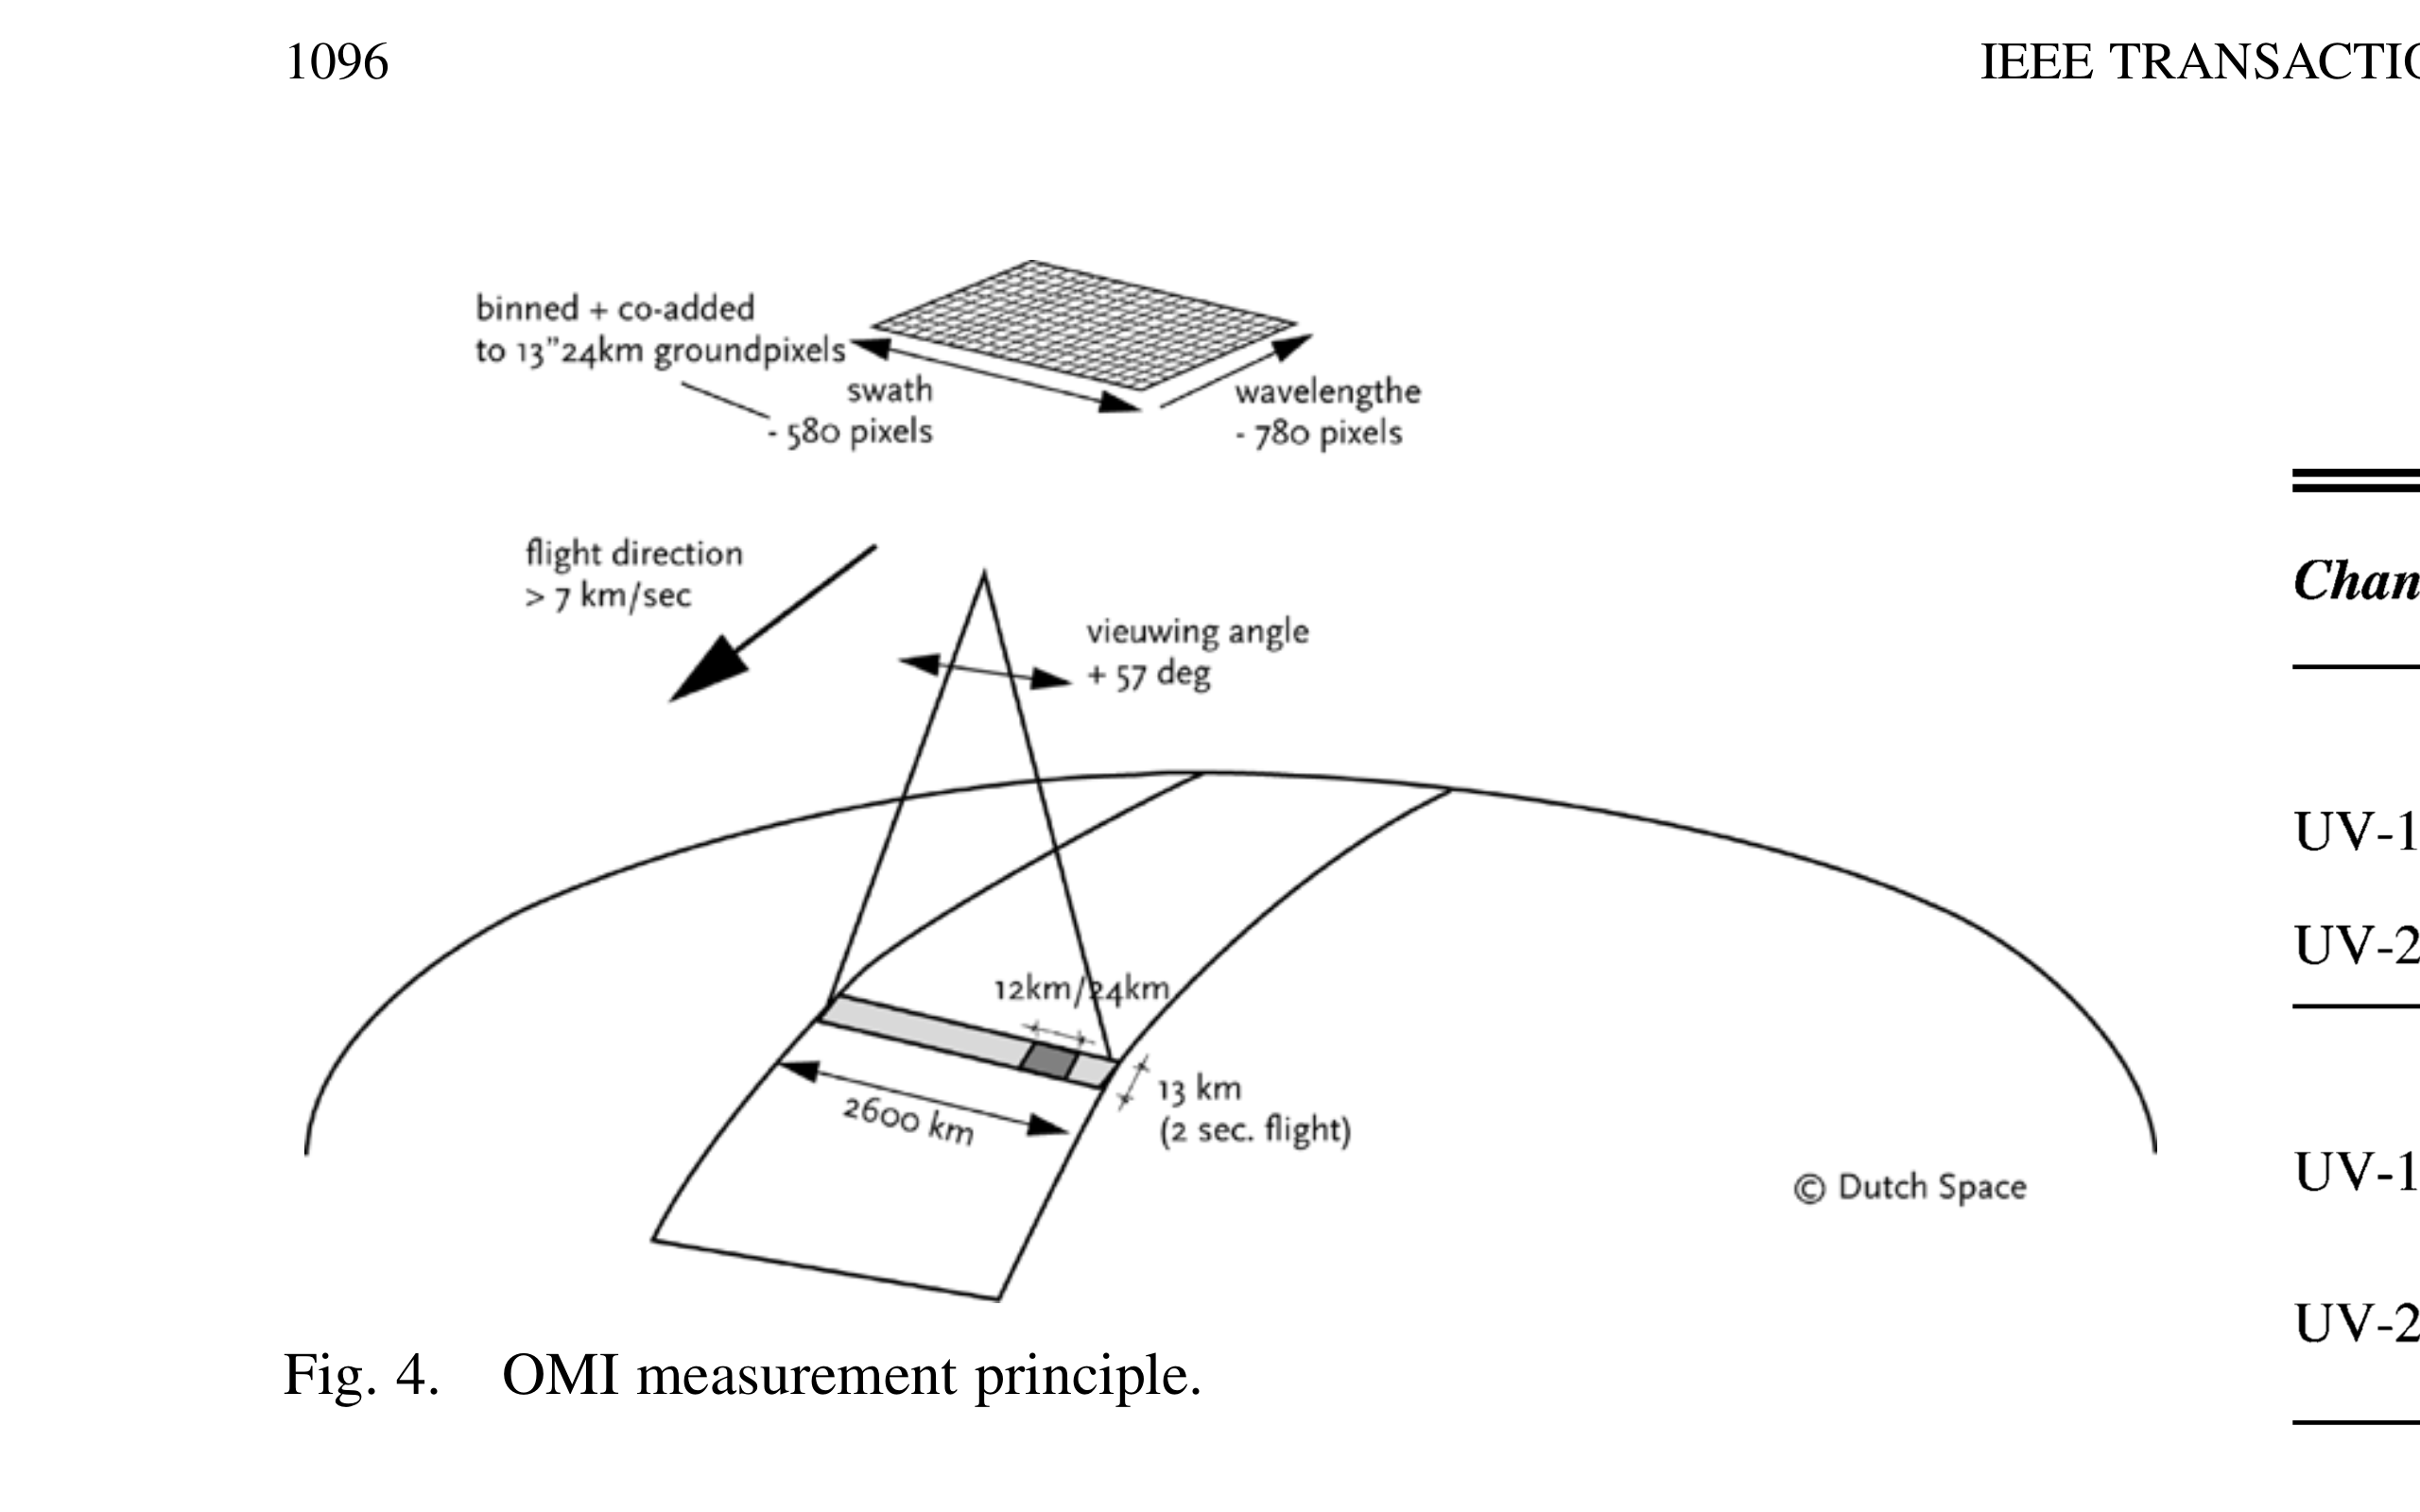 1096
IEEE TRANSACTIO
binned + co-added
to 13”24km groundpixels
swath
- 580 pixels
wavelengthe
- 780 pixels
flight direction
> 7 km/sec
vieuwing angle
+ 57 deg
12km/24km
13 km
(2 sec. flight)
2600 km
© Dutch Space
Fig. 4. OMI measurement principle.
Chan
UV-1
UV-2
UV-1
UV-2